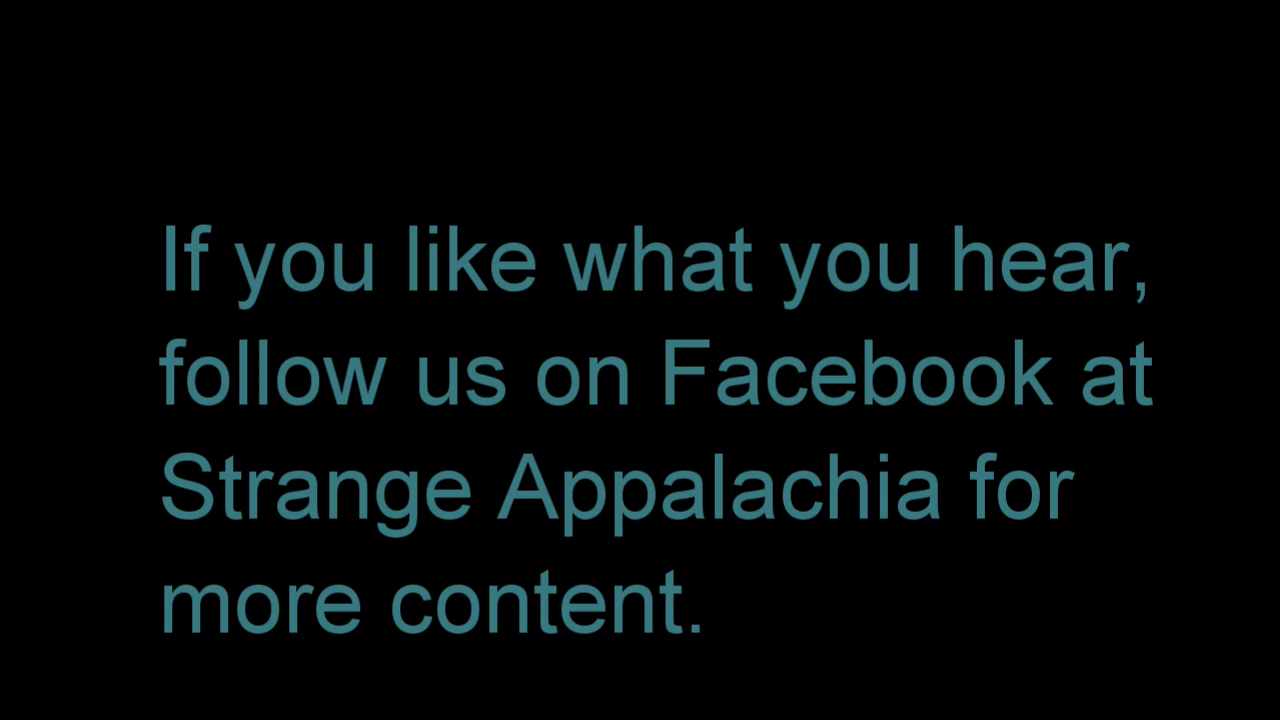 If you like what you hear,
follow us on Facebook at
Strange Appalachia for
more content.